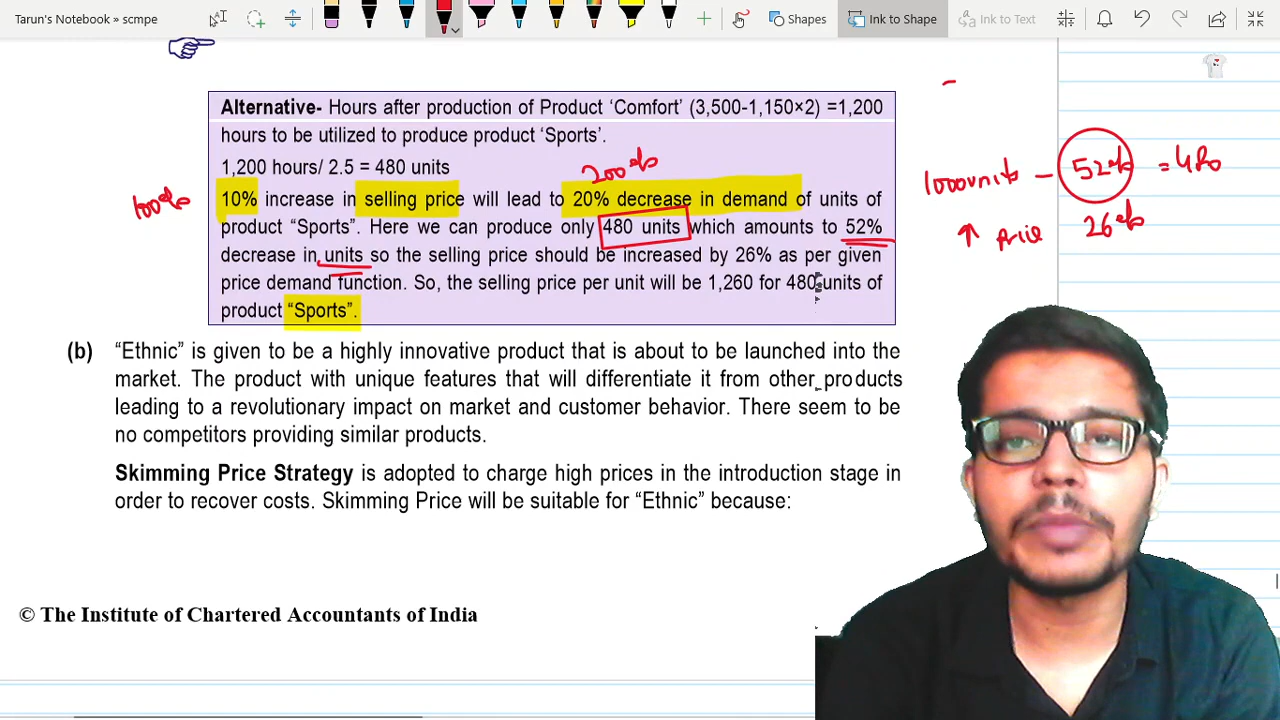 Tarun's Notebook » scmpe
Shapes
Ink to Shape
Ink to Text
Alternative- Hours after production of Product ‘Comfort’ (3,500-1,150×2) =1,200
hours to be utilized to produce product ‘Sports’.
1,200 hours/ 2.5 = 480 units
200%
100%
10% increase in selling price will lead to 20% decrease in demand of units of
product “Sports”. Here we can produce only 480 units which amounts to 52%
decrease in units so the selling price should be increased by 26% as per given
price demand function. So, the selling price per unit will be 1,260 for 480 units of
product “Sports”.
1000 units - 52% = 480
↑ price 26%
(b) “Ethnic” is given to be a highly innovative product that is about to be launched into the
market. The product with unique features that will differentiate it from other products
leading to a revolutionary impact on market and customer behavior. There seem to be
no competitors providing similar products.
Skimming Price Strategy is adopted to charge high prices in the introduction stage in
order to recover costs. Skimming Price will be suitable for “Ethnic” because:
© The Institute of Chartered Accountants of India